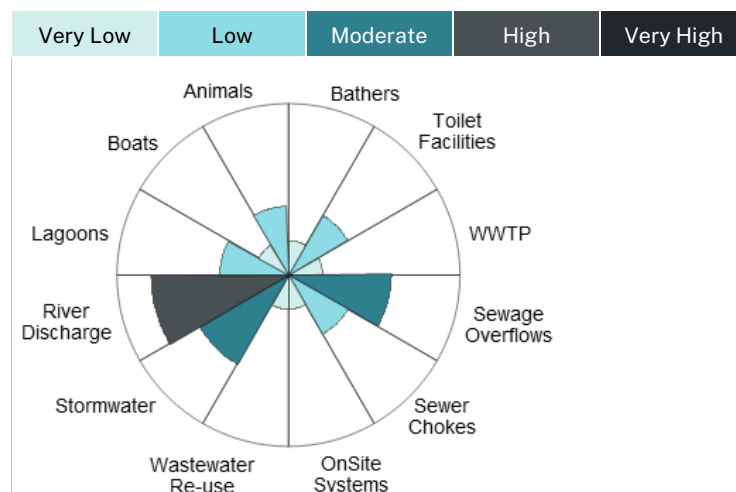 Very Low Low Moderate High Very High
Animals
Bathers
Boats
Toilet
Facilities
Lagoons
WWTP
River
Discharge
Sewage
Overflows
Stormwater
Sewer
Chokes
Wastewater
Re-use
OnSite
Systems